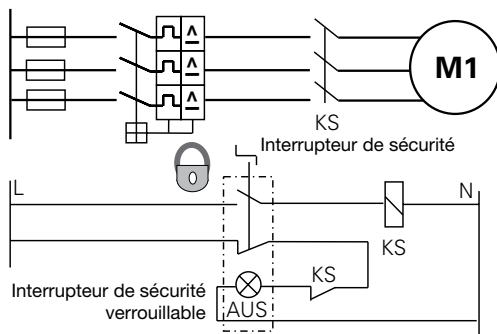 M1
KS
Interrupteur de sécurité
L
N
KS
KS
Interrupteur de sécurité
verrouillable
AUS